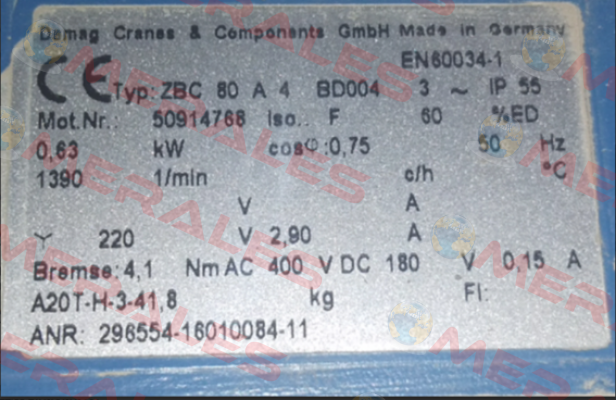 Demag Cranes & Components GmbH Made in Germany
EN60034-1
CE Typ: ZBC 80 A 4 BD004 3 ~ IP 55
Mot.Nr.: 50914768 Iso.. F 60 %ED
0,63 kW cosφ:0,75 50 Hz
1390 1/min c/h °C
V A
Y 220 V 2,90 A
Bremse: 4,1 Nm AC 400 V DC 180 V 0,15 A
A20T-H-3-41,8 kg FI:
ANR: 296554-16010084-11
MERALES